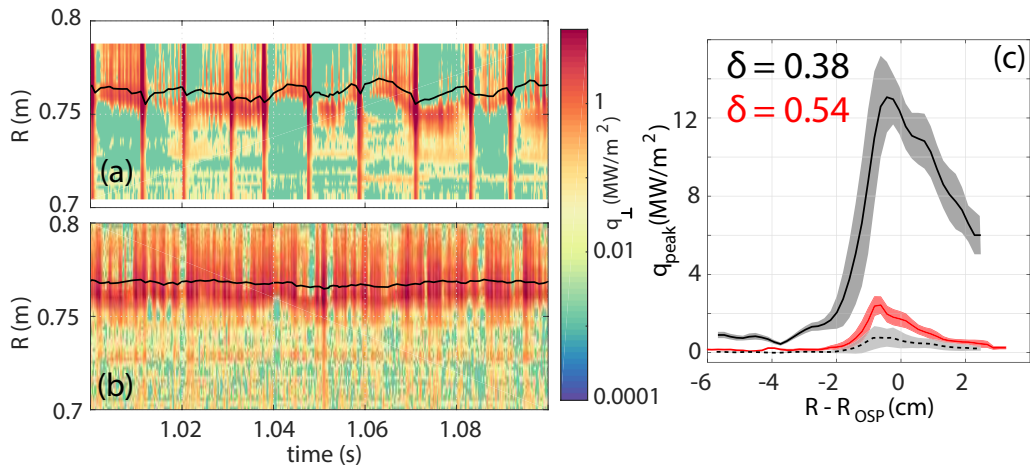 0.8
R (m)
0.75
(a)
0.7
0.8
R (m)
0.75
(b)
0.7
1.02
1.04
1.06
1.08
time (s)
1
0.01
0.0001
q⊥ (MW/m²)
(c)
δ = 0.38
δ = 0.54
12
8
4
0
q_peak (MW/m²)
-6
-4
-2
0
2
R - R_OSP (cm)